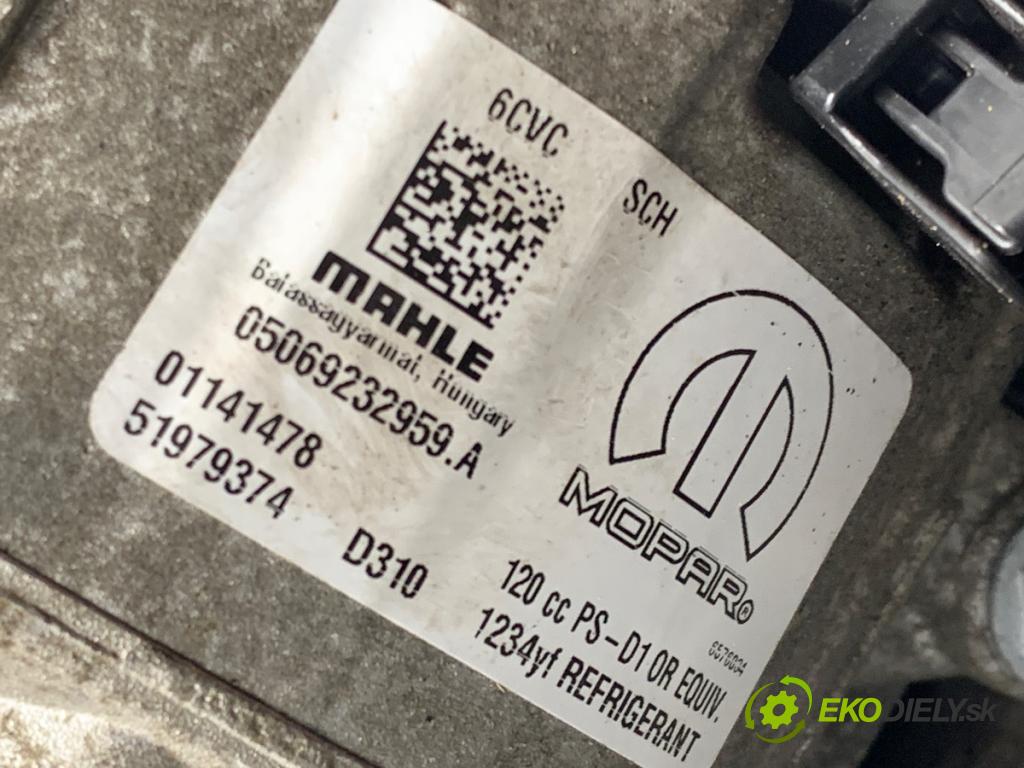 6CVC
SCH
MAHLE
Balassagyarmat, Hungary
05069232959.A
01141478
51979374
D310
MOPAR®
120 cc PS-D1 OR EQUIV.
1234yf REFRIGERANT
EKODIELY.sk